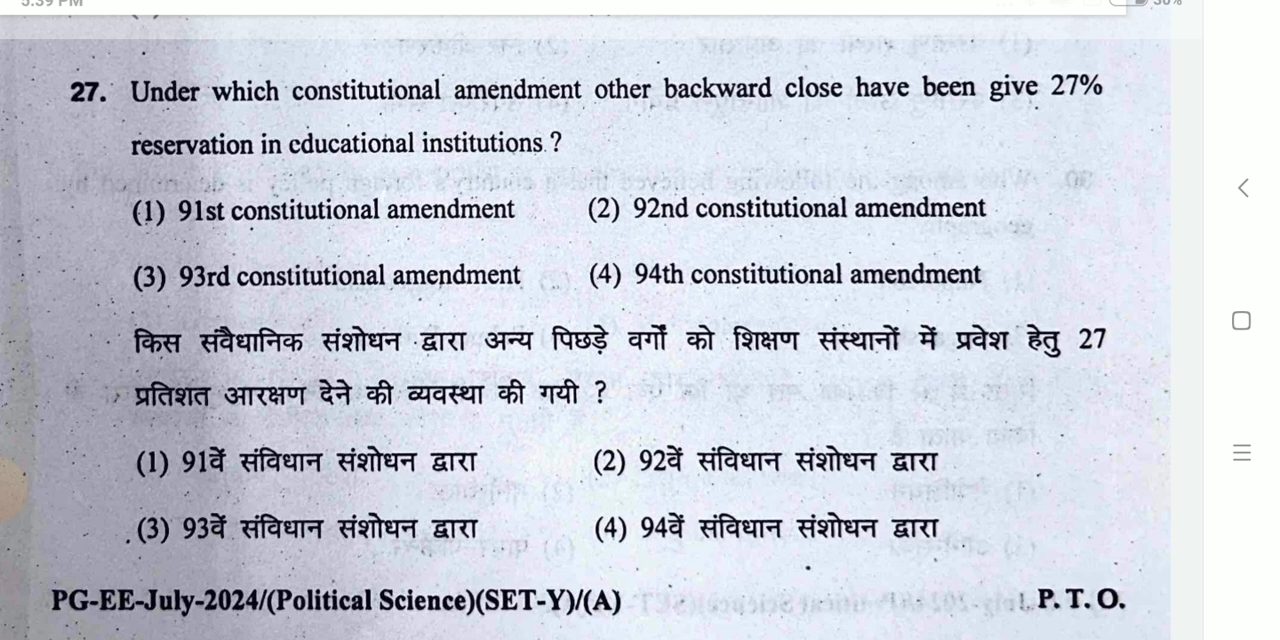 27. Under which constitutional amendment other backward close have been give 27%
reservation in educational institutions ?
(1) 91st constitutional amendment (2) 92nd constitutional amendment
(3) 93rd constitutional amendment (4) 94th constitutional amendment
किस संवैधानिक संशोधन द्वारा अन्य पिछड़े वर्गों को शिक्षण संस्थानों में प्रवेश हेतु 27
प्रतिशत आरक्षण देने की व्यवस्था की गयी ?
(1) 91वें संविधान संशोधन द्वारा (2) 92वें संविधान संशोधन द्वारा
(3) 93वें संविधान संशोधन द्वारा (4) 94वें संविधान संशोधन द्वारा
PG-EE-July-2024/(Political Science)(SET-Y)/(A) P. T. O.